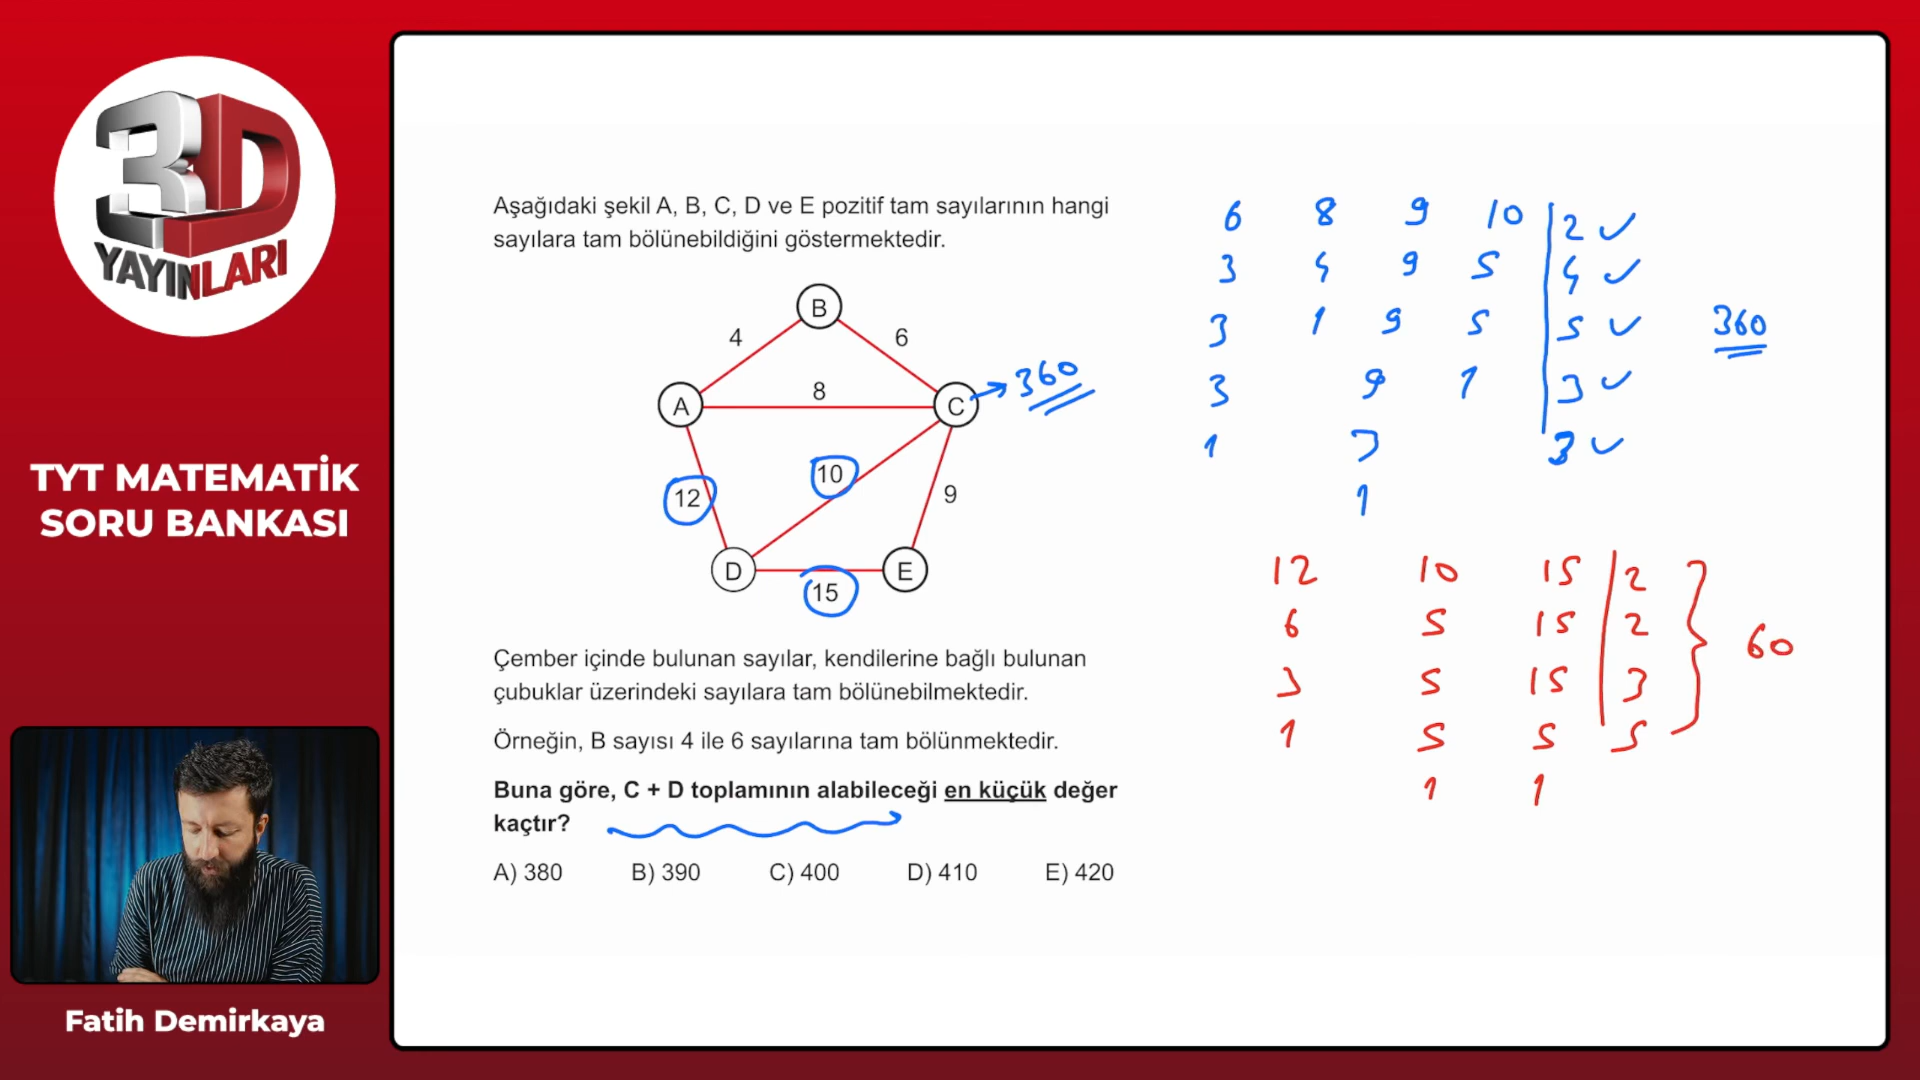 3D
YAYINLARI
TYT MATEMATİK
SORU BANKASI
Fatih Demirkaya
Aşağıdaki şekil A, B, C, D ve E pozitif tam sayılarının hangi
sayılara tam bölünebildiğini göstermektedir.
B
4
6
A
8
C
360
12
10
9
D
15
E
Çember içinde bulunan sayılar, kendilerine bağlı bulunan
çubuklar üzerindeki sayılara tam bölünebilmektedir.
Örneğin, B sayısı 4 ile 6 sayılarına tam bölünmektedir.
Buna göre, C + D toplamının alabileceği en küçük değer
kaçtır?
A) 380 B) 390 C) 400 D) 410 E) 420
6 8 9 10 | 2 ✓
3 4 9 5 | 4 ✓
3 1 9 5 | 5 ✓ 360
3 9 1 | 3 ✓
1 3 3 ✓
1
12 10 15 | 2
6 5 15 | 2 60
3 5 15 | 3
1 5 5 5
1 1